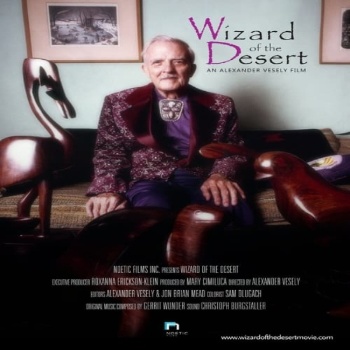 Wizard
of the
Desert
AN ALEXANDER VESELY FILM
NOETIC FILMS INC. PRESENTS WIZARD OF THE DESERT
EXECUTIVE PRODUCER ROXANNA ERICKSON-KLEIN PRODUCED BY MARY CIMILUCA DIRECTED BY ALEXANDER VESELY
EDITORS ALEXANDER VESELY & JON BRIAN MEAD COLORIST SAM DLUGACH
ORIGINAL MUSIC COMPOSED BY GERRIT WUNDER SOUND CHRISTOPH BURGSTALLER
NOETIC
www.wizardofthedesertmovie.com